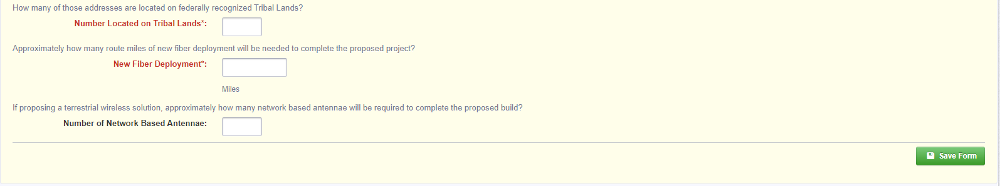 How many of those addresses are located on federally recognized Tribal Lands?
Number Located on Tribal Lands*:
Approximately how many route miles of new fiber deployment will be needed to complete the proposed project?
New Fiber Deployment*:
Miles
If proposing a terrestrial wireless solution, approximately how many network based antennae will be required to complete the proposed build?
Number of Network Based Antennae:
Save Form